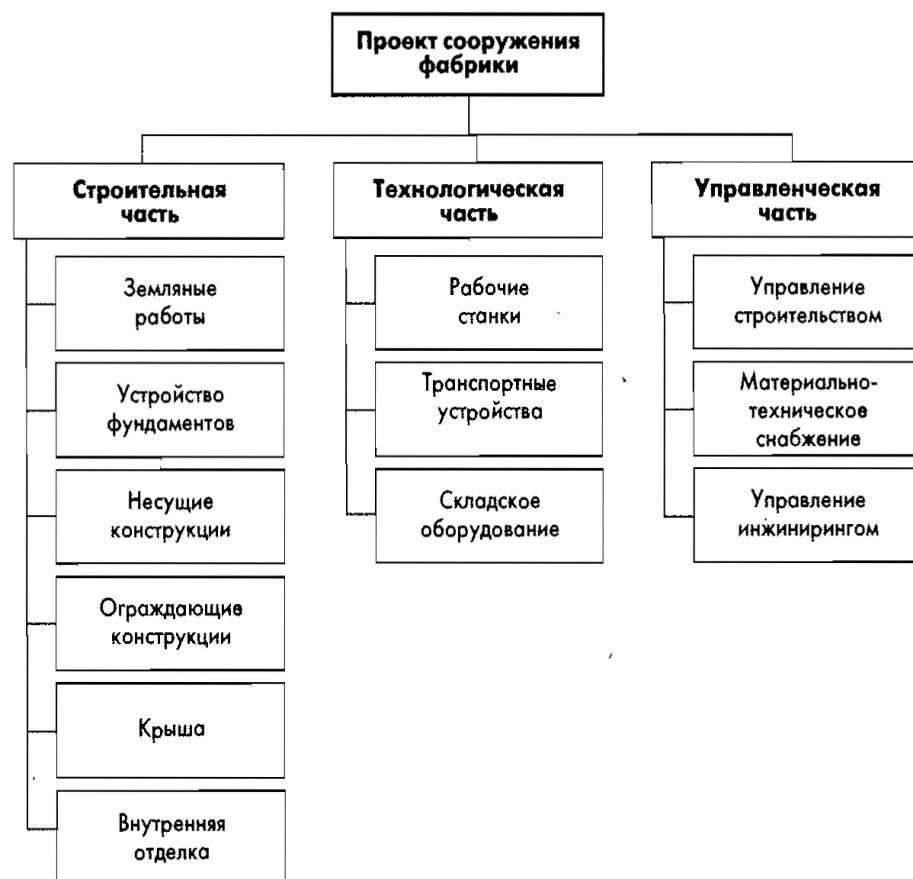 Проект сооружения
фабрики
Строительная
часть
Земляные
работы
Устройство
фундаментов
Несущие
конструкции
Ограждающие
конструкции
Крыша
Внутренняя
отделка
Технологическая
часть
Рабочие
станки
Транспортные
устройства
Складское
оборудование
Управленческая
часть
Управление
строительством
Материально-
техническое
снабжение
Управление
инжинирингом